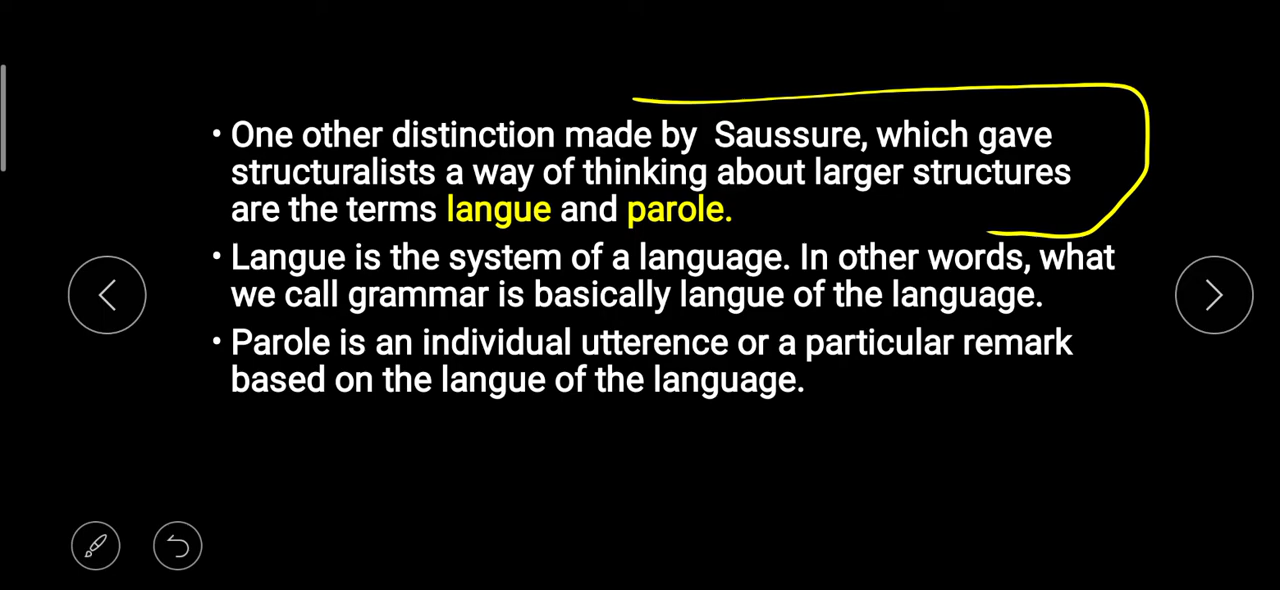 • One other distinction made by  Saussure, which gave
structuralists a way of thinking about larger structures
are the terms langue and parole.
• Langue is the system of a language. In other words, what
we call grammar is basically langue of the language.
• Parole is an individual utterence or a particular remark
based on the langue of the language.